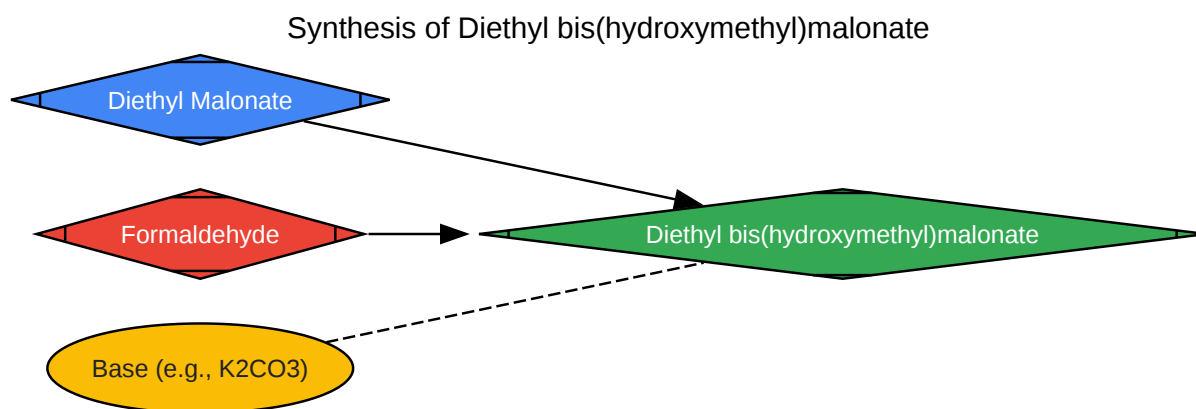 Synthesis of Diethyl bis(hydroxymethyl)malonate
Diethyl Malonate
Formaldehyde
Diethyl bis(hydroxymethyl)malonate
Base (e.g., K2CO3)